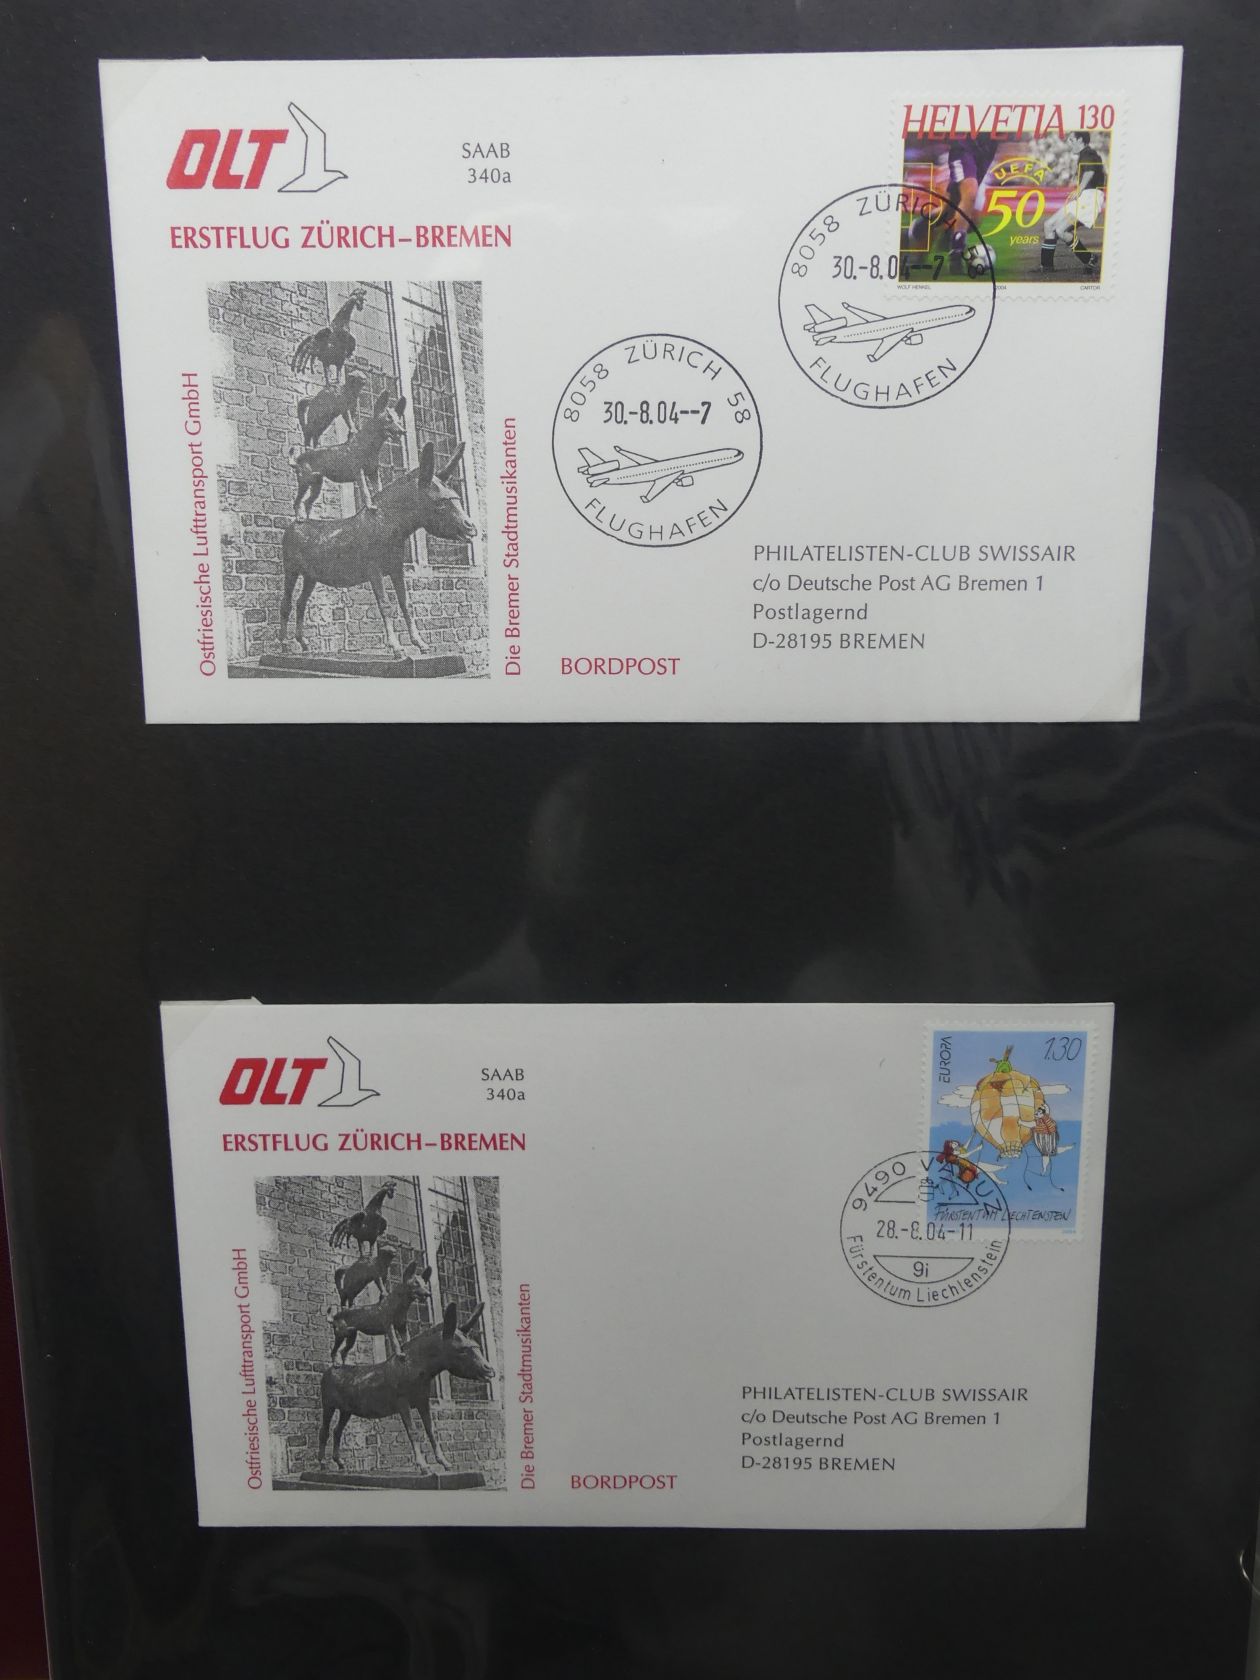 OLT
SAAB
340a
ERSTFLUG ZÜRICH–BREMEN
Ostfriesische Lufttransport GmbH
Die Bremer Stadtmusikanten
BORDPOST
HELVETIA 130
UEFA
50
years
WOLF HENKEL 2004 CARTOR
8058 ZÜRICH 58
30.-8.04--7
FLUGHAFEN
8058 ZÜRICH 58
30.-8.04--7
FLUGHAFEN
PHILATELISTEN-CLUB SWISSAIR
c/o Deutsche Post AG Bremen 1
Postlagernd
D-28195 BREMEN
OLT
SAAB
340a
ERSTFLUG ZÜRICH–BREMEN
Ostfriesische Lufttransport GmbH
Die Bremer Stadtmusikanten
BORDPOST
EUROPA
1.30
FÜRSTENTUM LIECHTENSTEIN
9490 VADUZ
28.-8.04-11
9i
Fürstentum Liechtenstein
PHILATELISTEN-CLUB SWISSAIR
c/o Deutsche Post AG Bremen 1
Postlagernd
D-28195 BREMEN